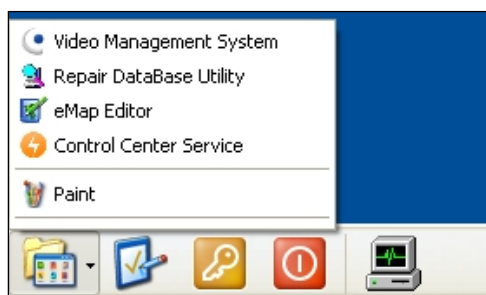 Video Management System
Repair DataBase Utility
eMap Editor
Control Center Service
Paint